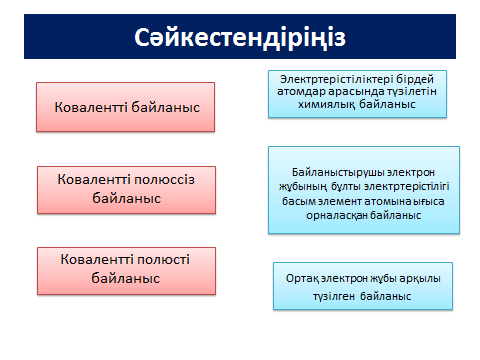 Сәйкестендіріңіз
Ковалентті байланыс
Ковалентті полюссіз
байланыс
Ковалентті полюсті
байланыс
Электртерістіліктері бірдей
атомдар арасында түзілетін
химиялық байланыс
Байланыстырушы электрон
жұбының бұлты электртерістілігі
басым элемент атомына ығыса
орналасқан байланыс
Ортақ электрон жұбы арқылы
түзілген байланыс